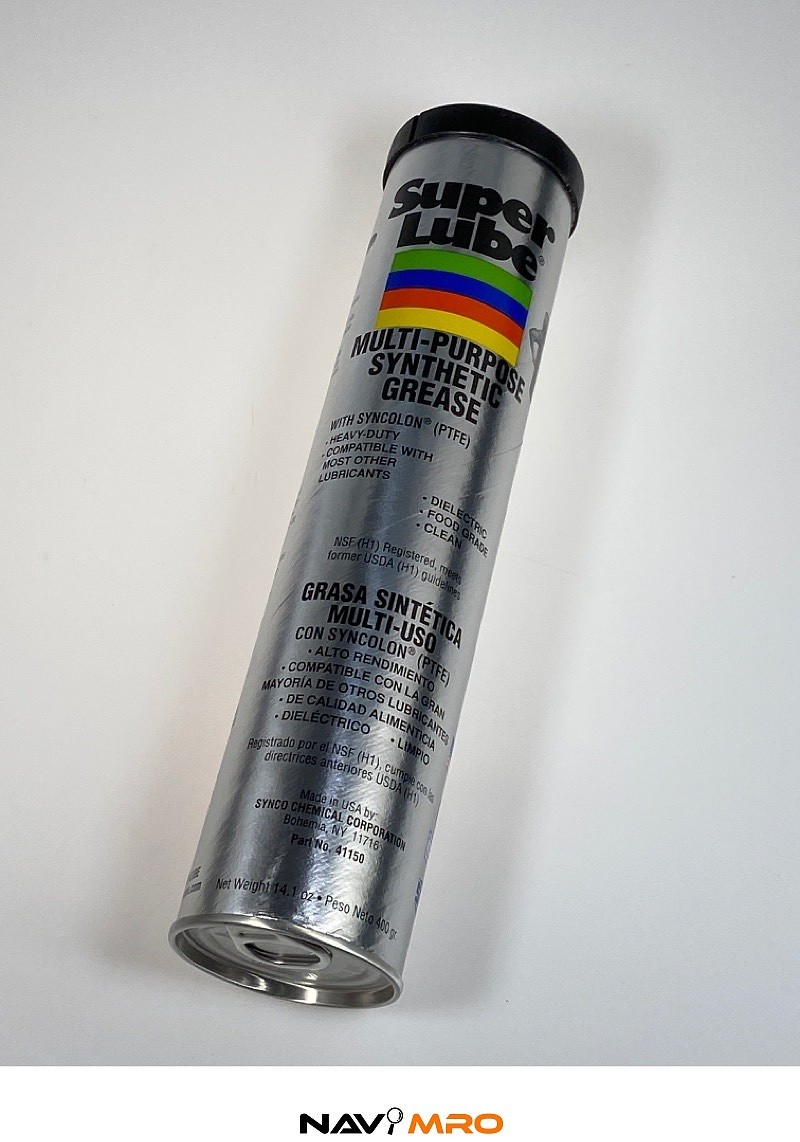 Super
Lube®
MULTI-PURPOSE
SYNTHETIC
GREASE
WITH SYNCOLON® (PTFE)
• HEAVY-DUTY
• COMPATIBLE WITH
MOST OTHER
LUBRICANTS
• DIELECTRIC
• FOOD GRADE
• CLEAN
NSF (H1) Registered, meets
former USDA (H1) guidelines
GRASA SINTÉTICA
MULTI-USO
CON SYNCOLON® (PTFE)
• ALTO RENDIMIENTO
• COMPATIBLE CON LA GRAN
MAYORÍA DE OTROS LUBRICANTES
• DE CALIDAD ALIMENTICIA
• DIELÉCTRICO • LIMPIO
Registrado por el NSF (H1), cumple con las
directrices anteriores USDA (H1)
Made in USA by:
SYNCO CHEMICAL CORPORATION
Bohemia, NY 11716
Part No. 41150
Net Weight 14.1 oz • Peso Neto 400 gr.
NAVI MRO